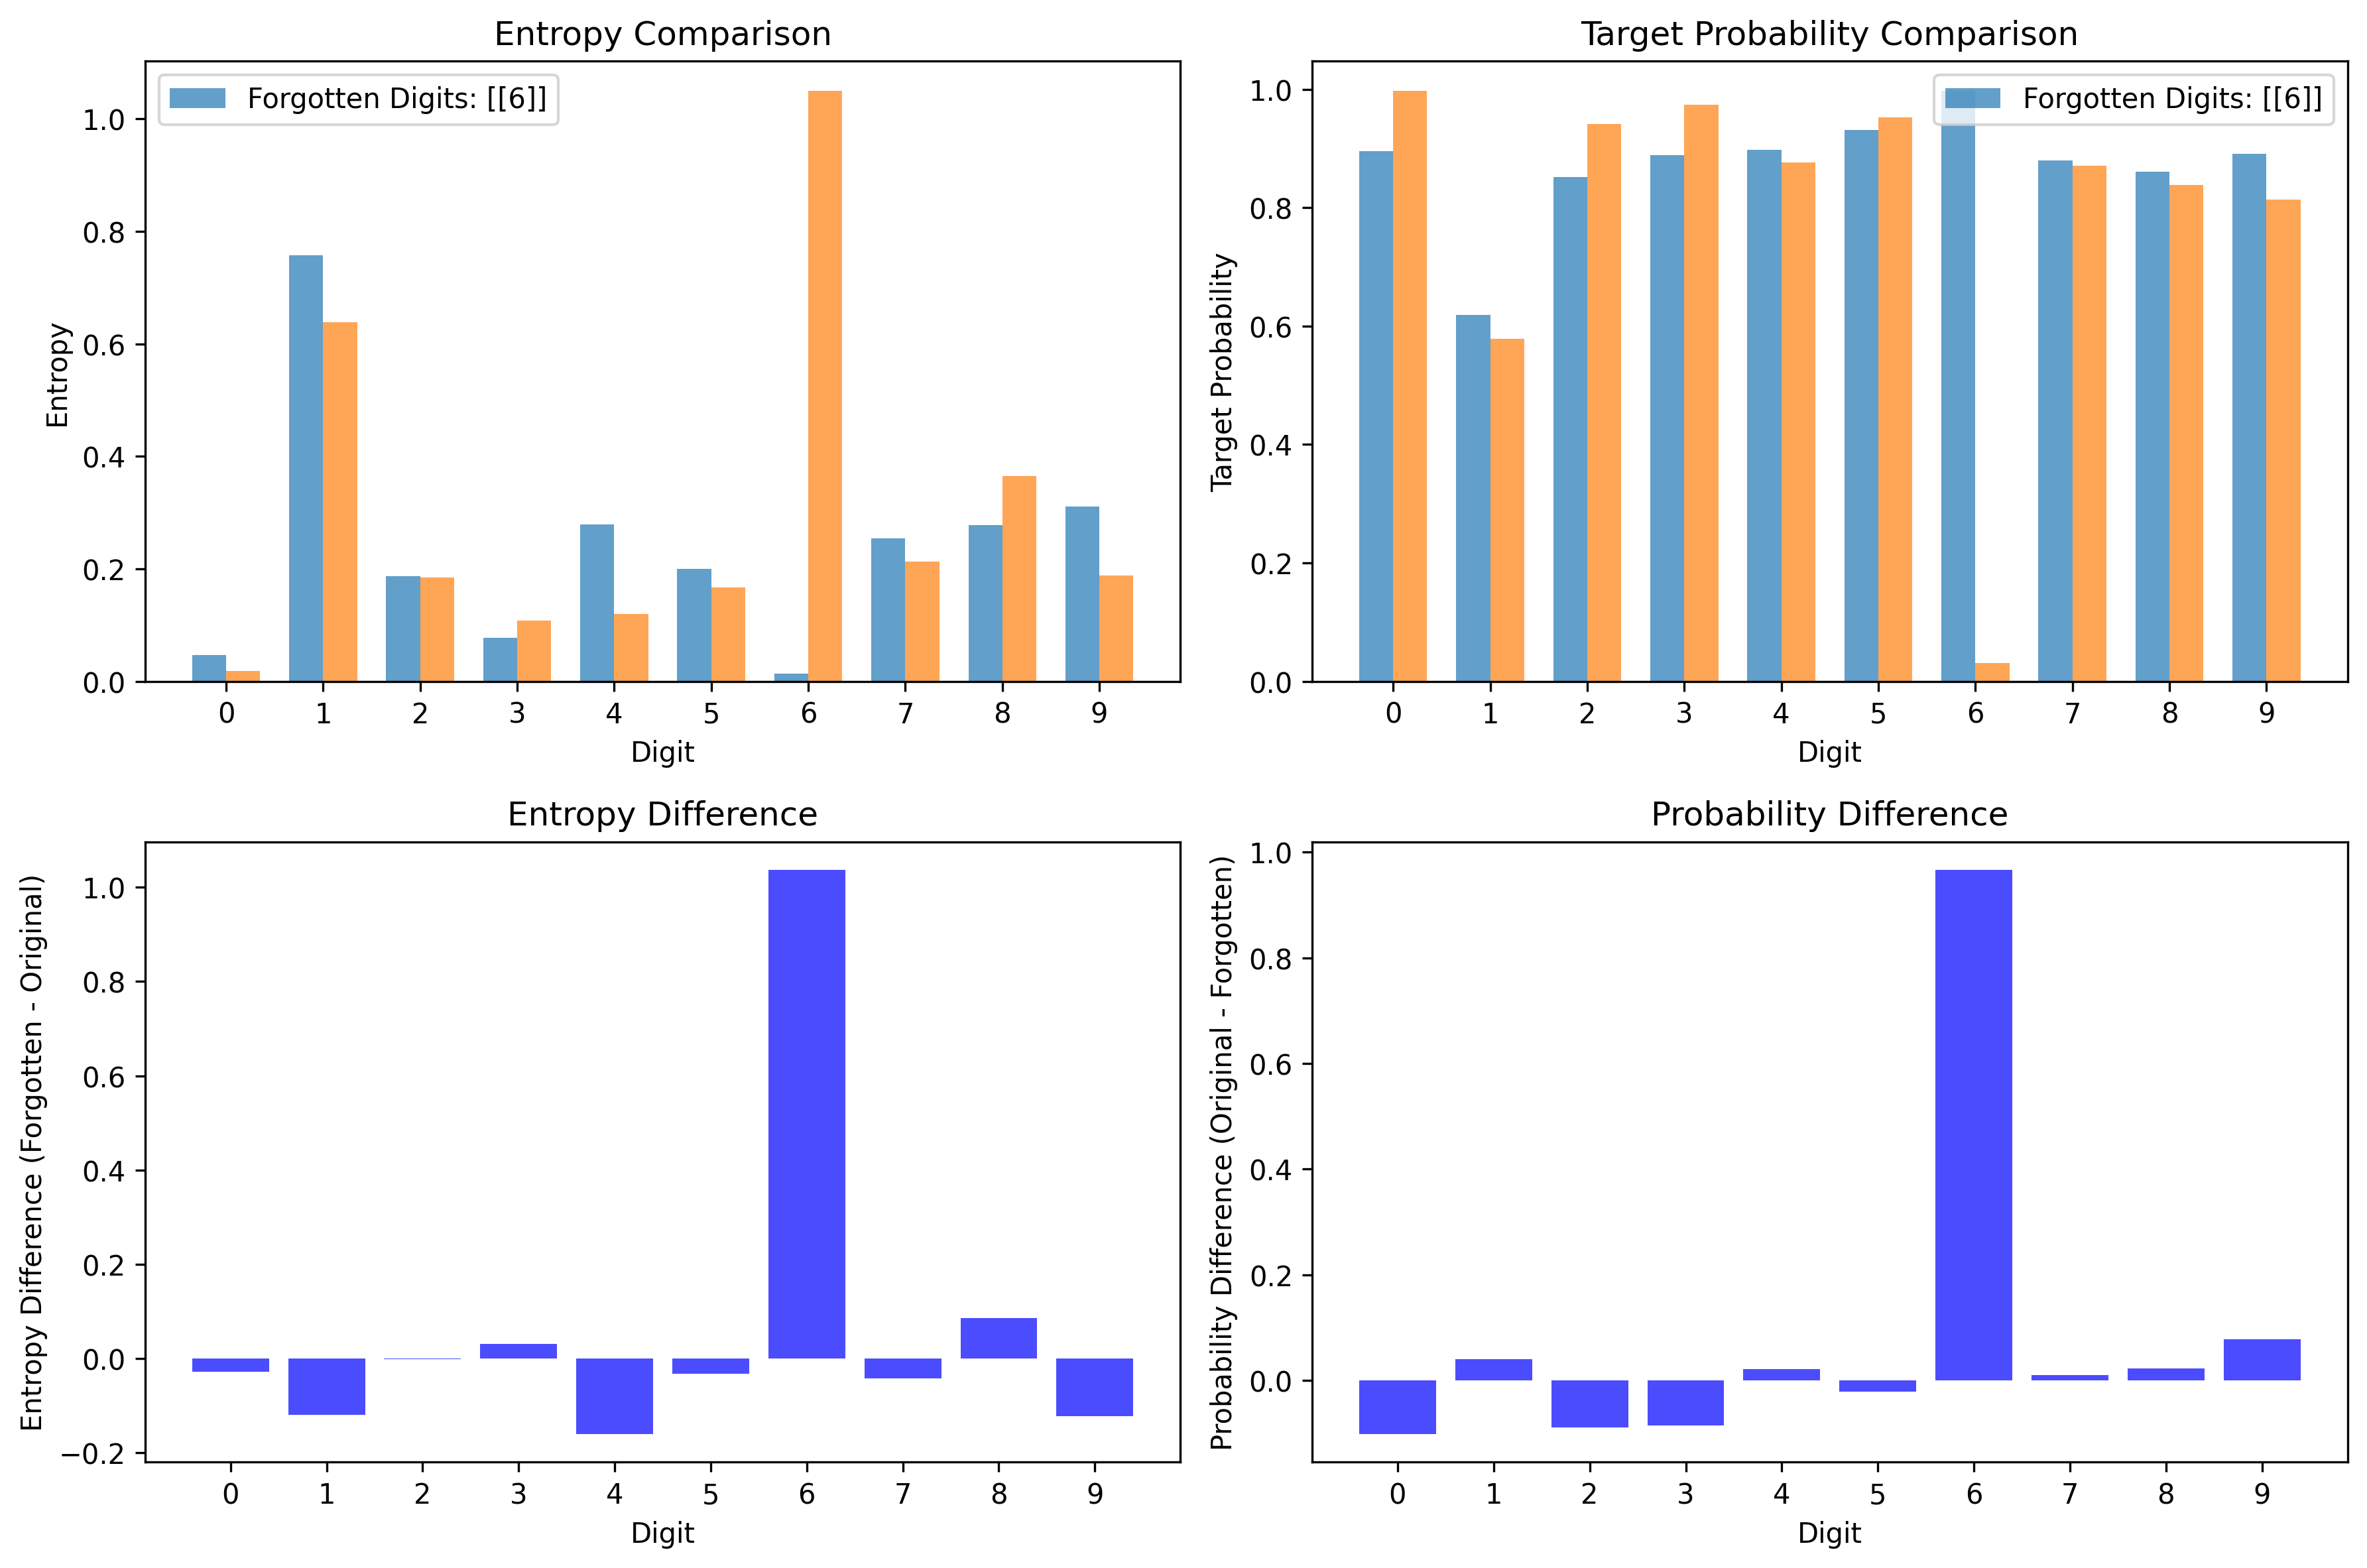 Entropy Comparison
Forgotten Digits: [[6]]
Entropy
1.0
0.8
0.6
0.4
0.2
0.0
0 1 2 3 4 5 6 7 8 9
Digit
Target Probability Comparison
Forgotten Digits: [[6]]
Target Probability
1.0
0.8
0.6
0.4
0.2
0.0
0 1 2 3 4 5 6 7 8 9
Digit
Entropy Difference
Entropy Difference (Forgotten - Original)
1.0
0.8
0.6
0.4
0.2
0.0
−0.2
0 1 2 3 4 5 6 7 8 9
Digit
Probability Difference
Probability Difference (Original - Forgotten)
1.0
0.8
0.6
0.4
0.2
0.0
0 1 2 3 4 5 6 7 8 9
Digit